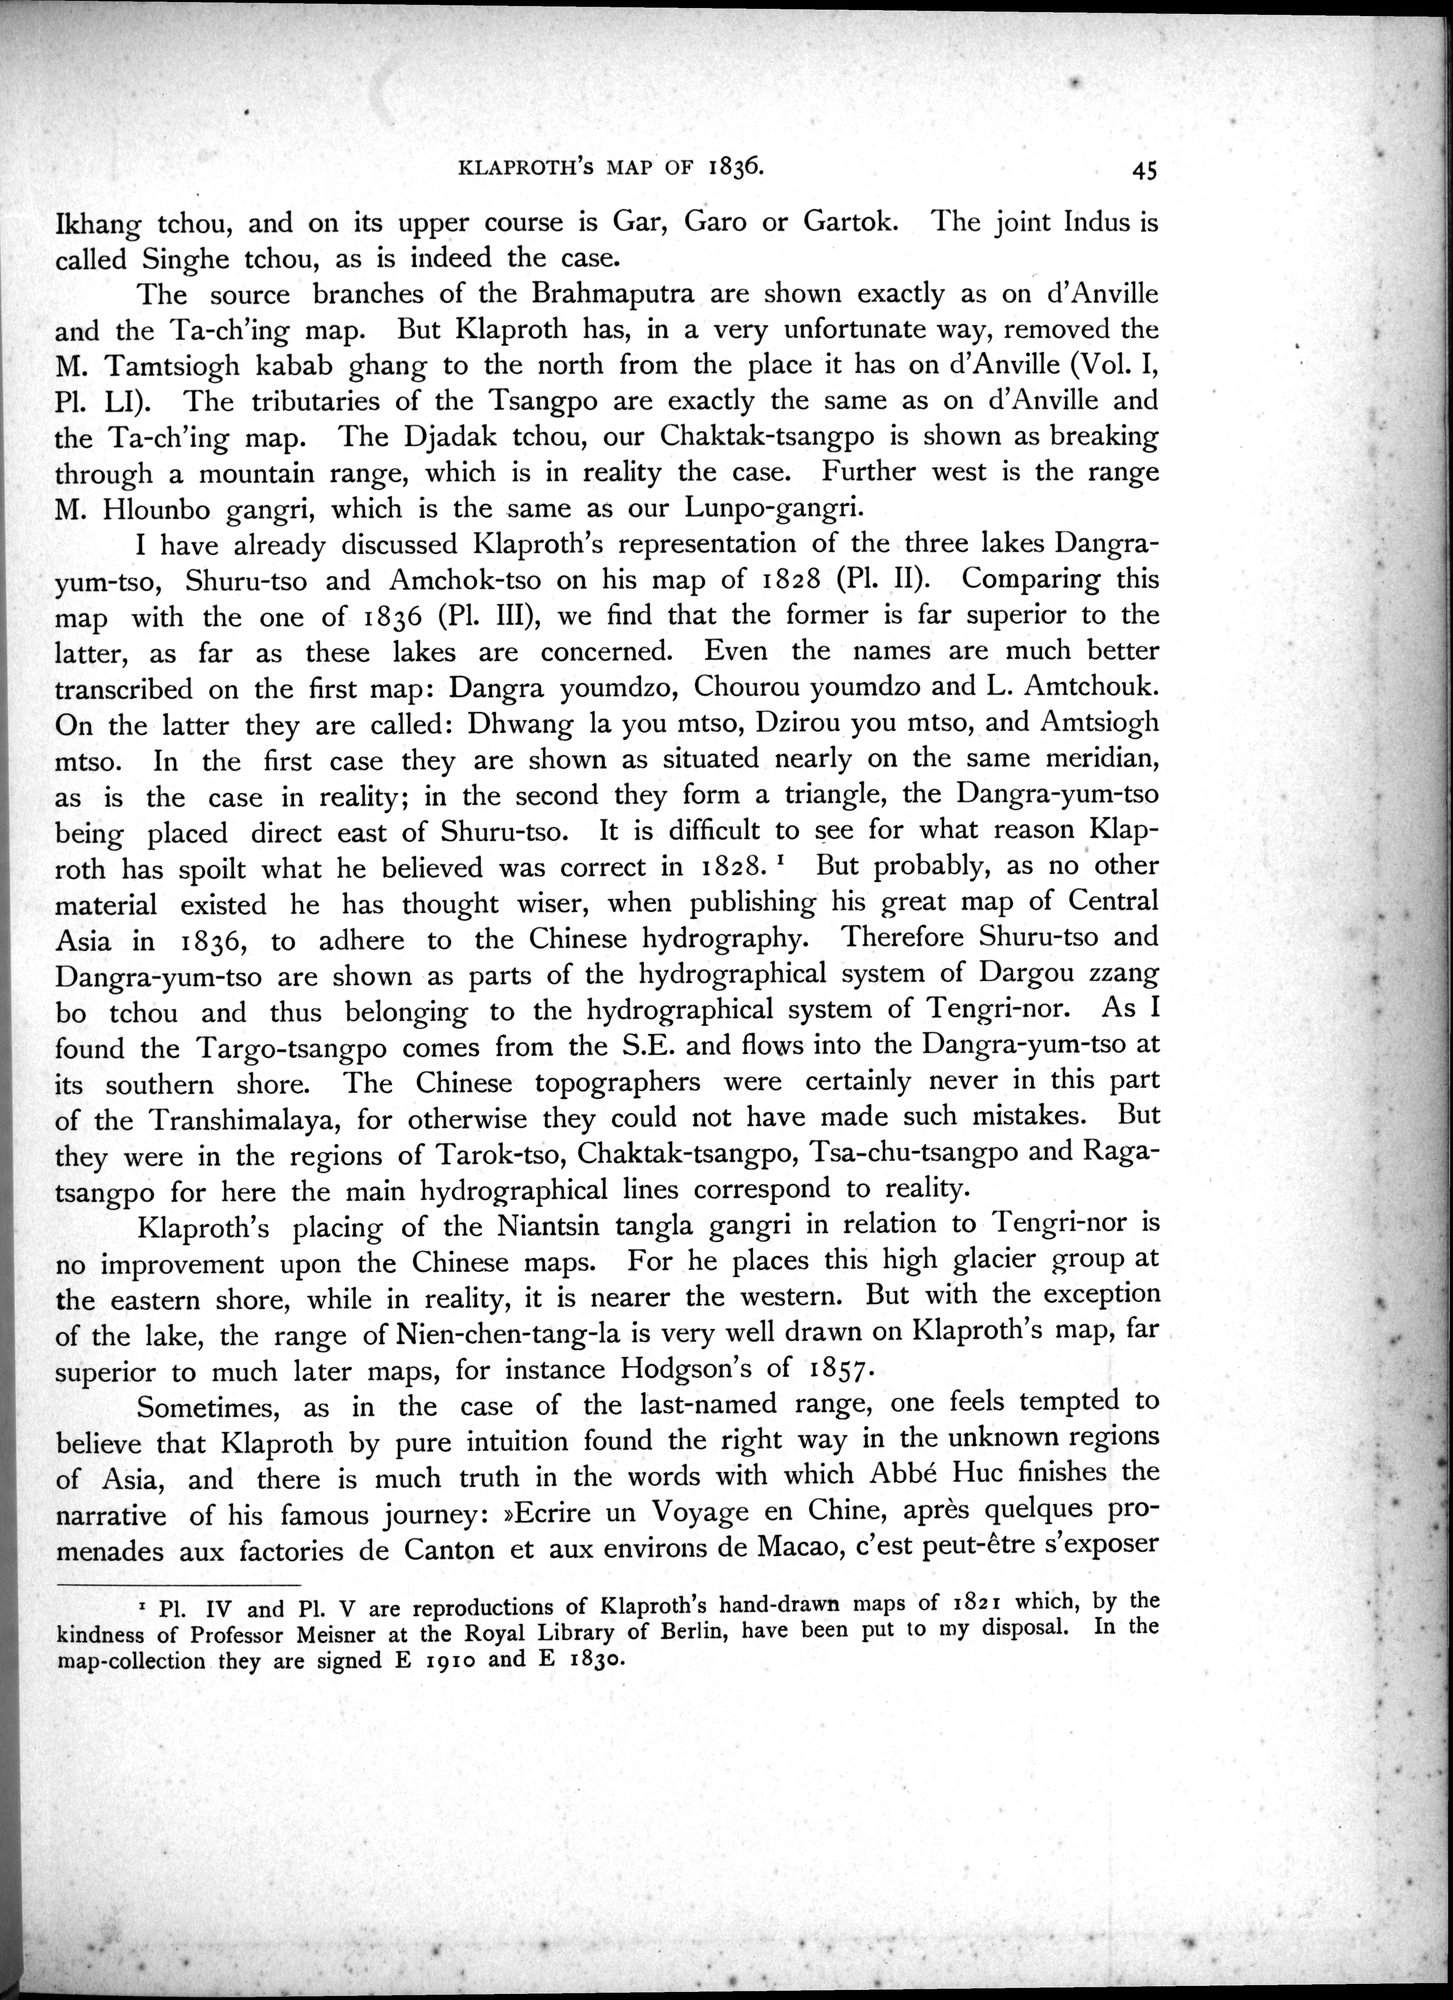 KLAPROTH'S MAP OF 1836.
45
Ikhang tchou, and on its upper course is Gar, Garo or Gartok. The joint Indus is
called Singhe tchou, as is indeed the case.
The source branches of the Brahmaputra are shown exactly as on d'Anville
and the Ta-ch'ing map. But Klaproth has, in a very unfortunate way, removed the
M. Tamtsiogh kabab ghang to the north from the place it has on d'Anville (Vol. I,
Pl. LI). The tributaries of the Tsangpo are exactly the same as on d'Anville and
the Ta-ch'ing map. The Djadak tchou, our Chaktak-tsangpo is shown as breaking
through a mountain range, which is in reality the case. Further west is the range
M. Hlounbo gangri, which is the same as our Lunpo-gangri.
I have already discussed Klaproth's representation of the three lakes Dangra-
yum-tso, Shuru-tso and Amchok-tso on his map of 1828 (Pl. II). Comparing this
map with the one of 1836 (Pl. III), we find that the former is far superior to the
latter, as far as these lakes are concerned. Even the names are much better
transcribed on the first map: Dangra youmdzo, Chourou youmdzo and L. Amtchouk.
On the latter they are called: Dhwang la you mtso, Dzirou you mtso, and Amtsiogh
mtso. In the first case they are shown as situated nearly on the same meridian,
as is the case in reality; in the second they form a triangle, the Dangra-yum-tso
being placed direct east of Shuru-tso. It is difficult to see for what reason Klap-
roth has spoilt what he believed was correct in 1828. 1 But probably, as no other
material existed he has thought wiser, when publishing his great map of Central
Asia in 1836, to adhere to the Chinese hydrography. Therefore Shuru-tso and
Dangra-yum-tso are shown as parts of the hydrographical system of Dargou zzang
bo tchou and thus belonging to the hydrographical system of Tengri-nor. As I
found the Targo-tsangpo comes from the S.E. and flows into the Dangra-yum-tso at
its southern shore. The Chinese topographers were certainly never in this part
of the Transhimalaya, for otherwise they could not have made such mistakes. But
they were in the regions of Tarok-tso, Chaktak-tsangpo, Tsa-chu-tsangpo and Raga-
tsangpo for here the main hydrographical lines correspond to reality.
Klaproth's placing of the Niantsin tangla gangri in relation to Tengri-nor is
no improvement upon the Chinese maps. For he places this high glacier group at
the eastern shore, while in reality, it is nearer the western. But with the exception
of the lake, the range of Nien-chen-tang-la is very well drawn on Klaproth's map, far
superior to much later maps, for instance Hodgson's of 1857.
Sometimes, as in the case of the last-named range, one feels tempted to
believe that Klaproth by pure intuition found the right way in the unknown regions
of Asia, and there is much truth in the words with which Abbé Huc finishes the
narrative of his famous journey: »Ecrire un Voyage en Chine, après quelques pro-
menades aux factories de Canton et aux environs de Macao, c'est peut-être s'exposer
1 Pl. IV and Pl. V are reproductions of Klaproth's hand-drawn maps of 1821 which, by the
kindness of Professor Meisner at the Royal Library of Berlin, have been put to my disposal. In the
map-collection they are signed E 1910 and E 1830.